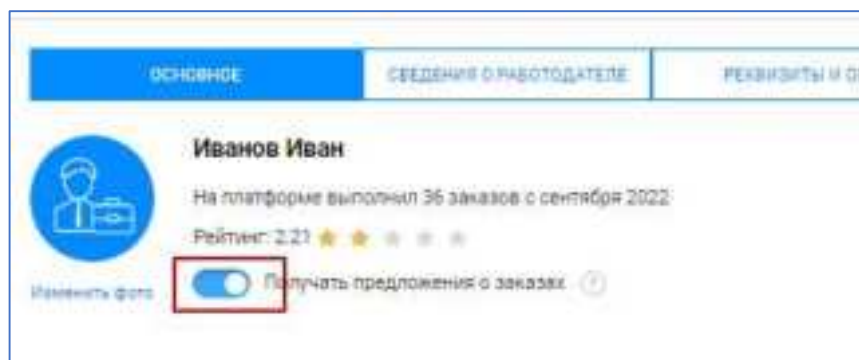 ОСНОВНОЕ СВЕДЕНИЯ О РАБОТОДАТЕЛЕ РЕКВИЗИТЫ И О
Иванов Иван
На платформе выполнил 36 заказов с сентября 2022
Рейтинг: 2.21
Изменить фото
Получать предложения о заказах ?